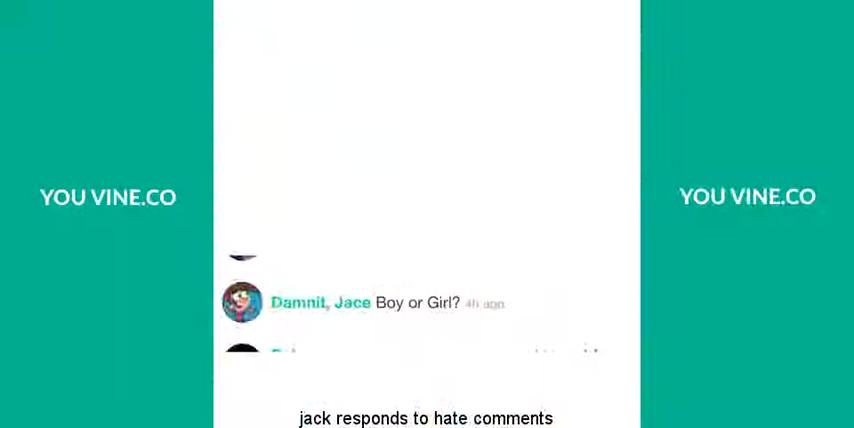 YOU VINE.CO
YOU VINE.CO
Damnit, Jace Boy or Girl? 4h ago
jack responds to hate comments